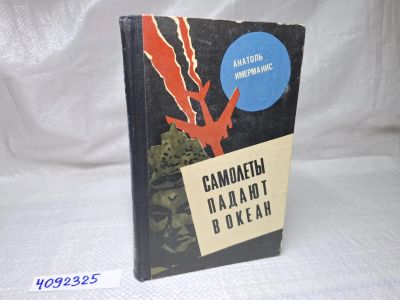 АНАТОЛЬ
ИМЕРМАНИС
САМОЛЕТЫ
ПАДАЮТ
В ОКЕАН
4092325